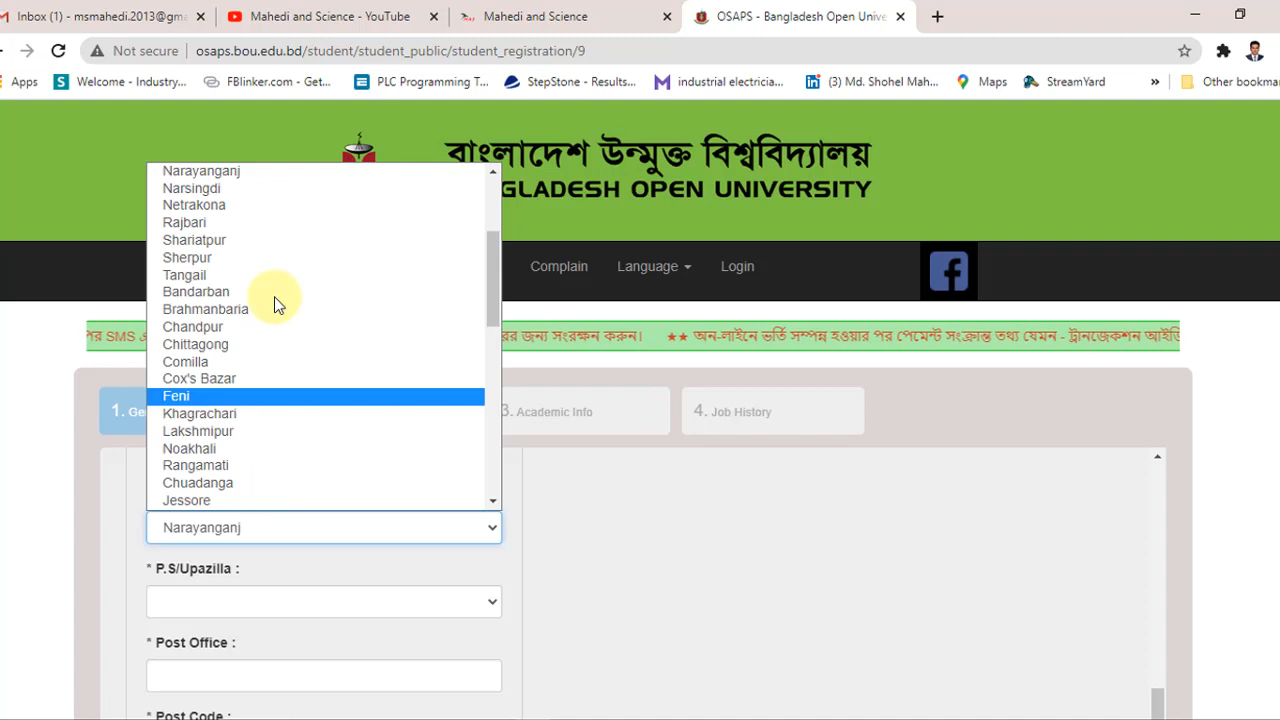 Inbox (1) - msmahedi.2013@gma
Mahedi and Science - YouTube
Mahedi and Science
OSAPS - Bangladesh Open Unive
Not secure
osaps.bou.edu.bd/student/student_public/student_registration/9
Apps
Welcome - Industry...
FBlinker.com - Get...
PLC Programming T...
StepStone - Results...
industrial electricia...
(3) Md. Shohel Mah...
Maps
StreamYard
»
Other bookmar
বাংলাদেশ উন্মুক্ত বিশ্ববিদ্যালয়
NGLADESH OPEN UNIVERSITY
Complain
Language
Login
পর SMS এ
রের জন্য সংরক্ষন করুন।
★★ অন-লাইনে ভর্তি সম্পন্ন হওয়ার পর পেমেন্ট সংক্রান্ত তথ্য যেমন - ট্রানজেকশন আইডি
1. Ge
3. Academic Info
4. Job History
Narayanganj
Narsingdi
Netrakona
Rajbari
Shariatpur
Sherpur
Tangail
Bandarban
Brahmanbaria
Chandpur
Chittagong
Comilla
Cox's Bazar
Feni
Khagrachari
Lakshmipur
Noakhali
Rangamati
Chuadanga
Jessore
Narayanganj
* P.S/Upazilla :
* Post Office :
* Post Code :